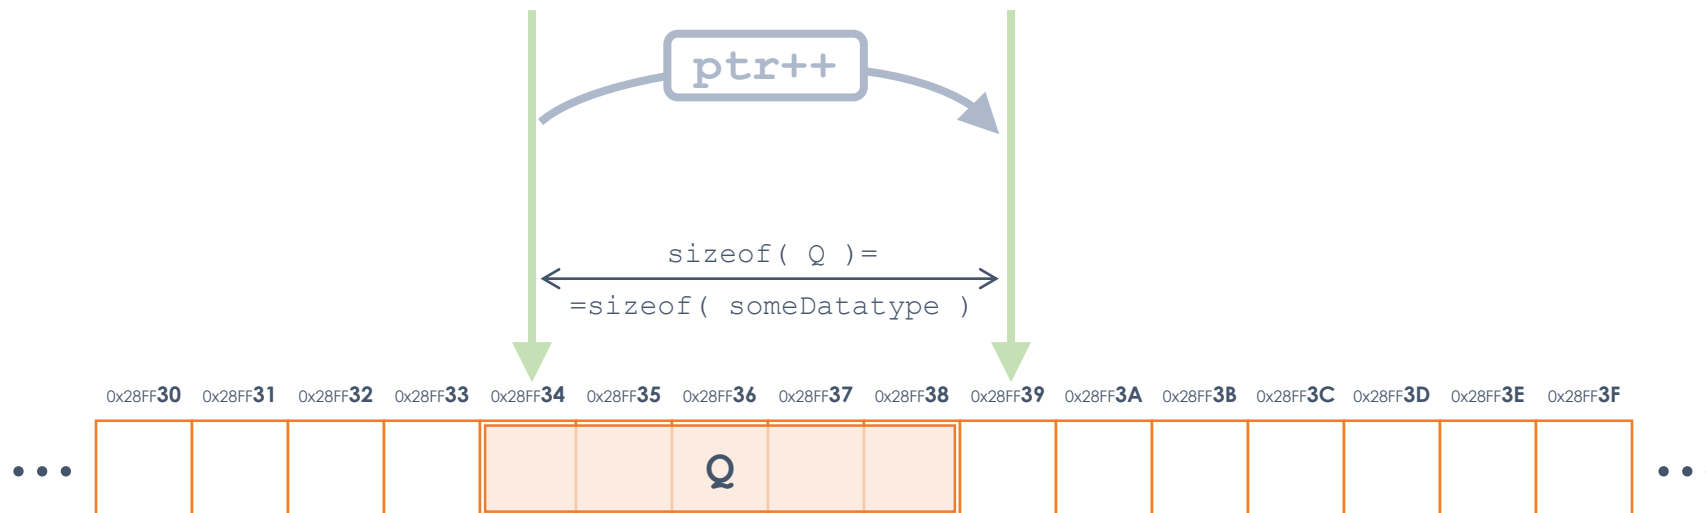 ptr++
sizeof( Q )=
=sizeof( someDatatype )
0x28FF30 0x28FF31 0x28FF32 0x28FF33 0x28FF34 0x28FF35 0x28FF36 0x28FF37 0x28FF38 0x28FF39 0x28FF3A 0x28FF3B 0x28FF3C 0x28FF3D 0x28FF3E 0x28FF3F
Q